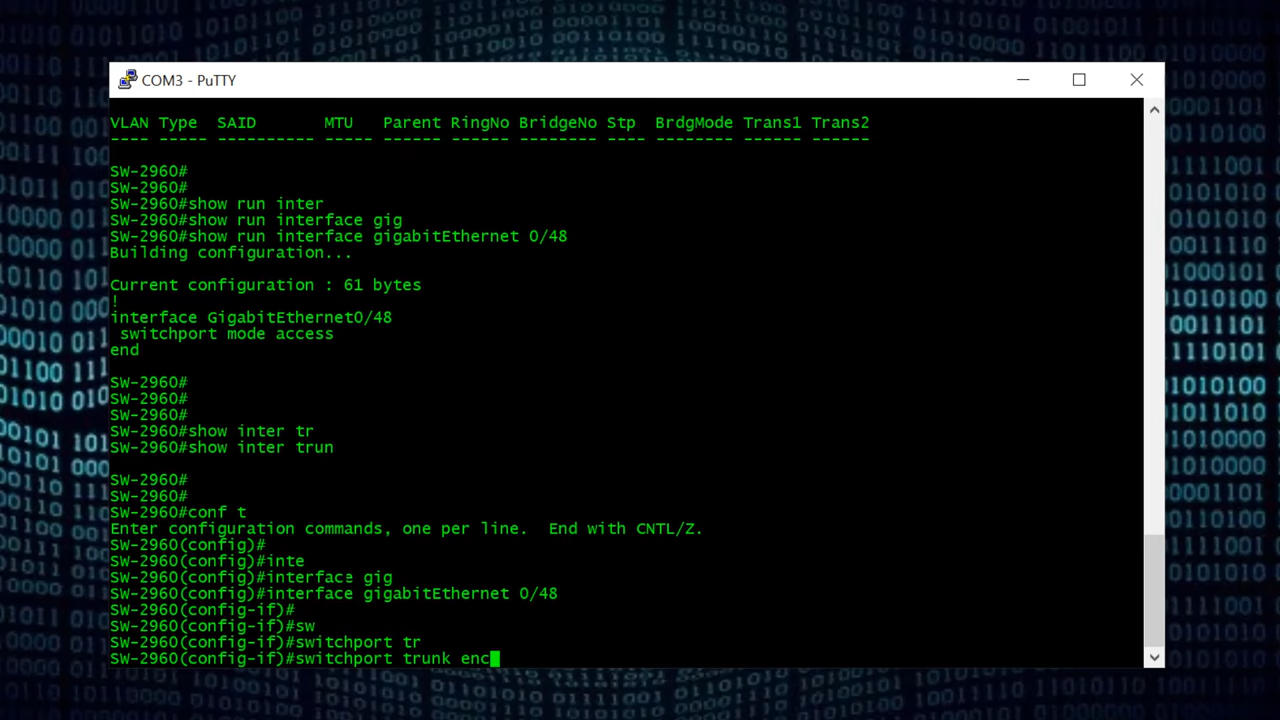 COM3 - PuTTY
VLAN Type  SAID       MTU   Parent RingNo BridgeNo Stp  BrdgMode Trans1 Trans2
---- ----- ---------- ----- ------ ------ -------- ---- -------- ------ ------
SW-2960#
SW-2960#
SW-2960#show run inter
SW-2960#show run interface gig
SW-2960#show run interface gigabitEthernet 0/48
Building configuration...
Current configuration : 61 bytes
!
interface GigabitEthernet0/48
 switchport mode access
end
SW-2960#
SW-2960#
SW-2960#
SW-2960#show inter tr
SW-2960#show inter trun
SW-2960#
SW-2960#
SW-2960#conf t
Enter configuration commands, one per line.  End with CNTL/Z.
SW-2960(config)#
SW-2960(config)#inte
SW-2960(config)#interface gig
SW-2960(config)#interface gigabitEthernet 0/48
SW-2960(config-if)#
SW-2960(config-if)#sw
SW-2960(config-if)#switchport tr
SW-2960(config-if)#switchport trunk enc